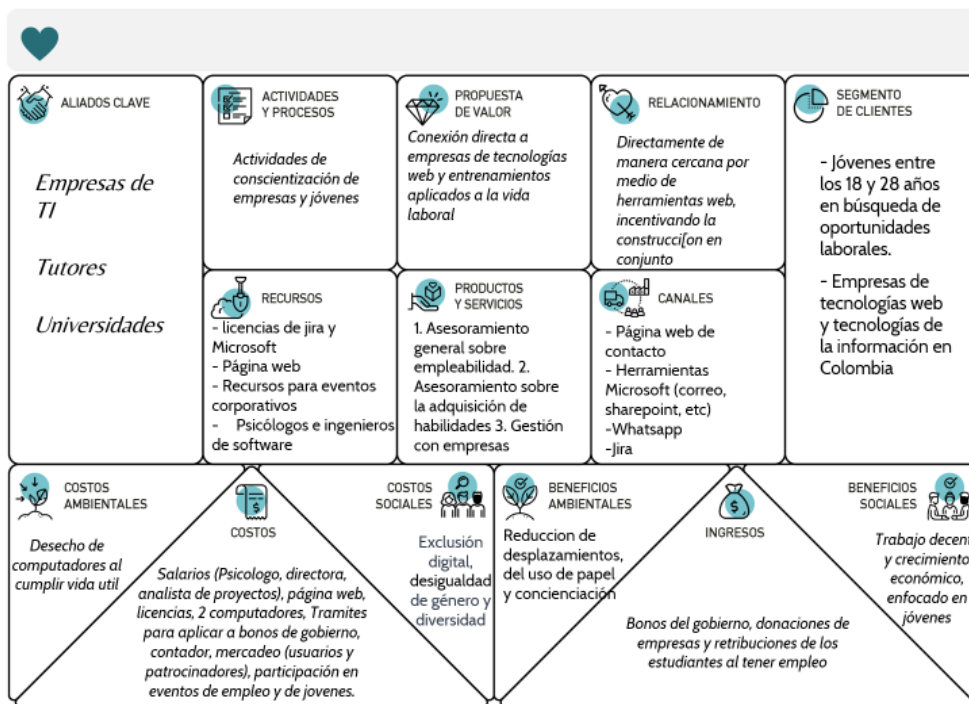 ALIADOS CLAVE
Empresas de
TI
Tutores
Universidades
ACTIVIDADES
Y PROCESOS
Actividades de
conscientización de
empresas y jóvenes
PROPUESTA
DE VALOR
Conexión directa a
empresas de tecnologías
web y entrenamientos
aplicados a la vida
laboral
RELACIONAMIENTO
Directamente de
manera cercana por
medio de
herramientas web,
incentivando la
construcci[on en
conjunto
SEGMENTO
DE CLIENTES
- Jóvenes entre
los 18 y 28 años
en búsqueda de
oportunidades
laborales.
- Empresas de
tecnologías web
y tecnologías de
la información en
Colombia
RECURSOS
- licencias de jira y
Microsoft
- Página web
- Recursos para eventos
corporativos
- Psicólogos e ingenieros
de software
PRODUCTOS
Y SERVICIOS
1. Asesoramiento
general sobre
empleabilidad. 2.
Asesoramiento sobre
la adquisición de
habilidades 3. Gestión
con empresas
CANALES
- Página web de
contacto
- Herramientas
Microsoft (correo,
sharepoint, etc)
-Whatsapp
-Jira
COSTOS
AMBIENTALES
Desecho de
computadores al
cumplir vida util
COSTOS
Salarios (Psicologo, directora,
analista de proyectos), página web,
licencias, 2 computadores, Tramites
para aplicar a bonos de gobierno,
contador, mercadeo (usuarios y
patrocinadores), participación en
eventos de empleo y de jovenes.
COSTOS
SOCIALES
Exclusión
digital,
desigualdad
de género y
diversidad
BENEFICIOS
AMBIENTALES
Reduccion de
desplazamientos,
del uso de papel
y concienciación
INGRESOS
Bonos del gobierno, donaciones de
empresas y retribuciones de los
estudiantes al tener empleo
BENEFICIOS
SOCIALES
Trabajo decent
y crecimiento
económico,
enfocado en
jóvenes